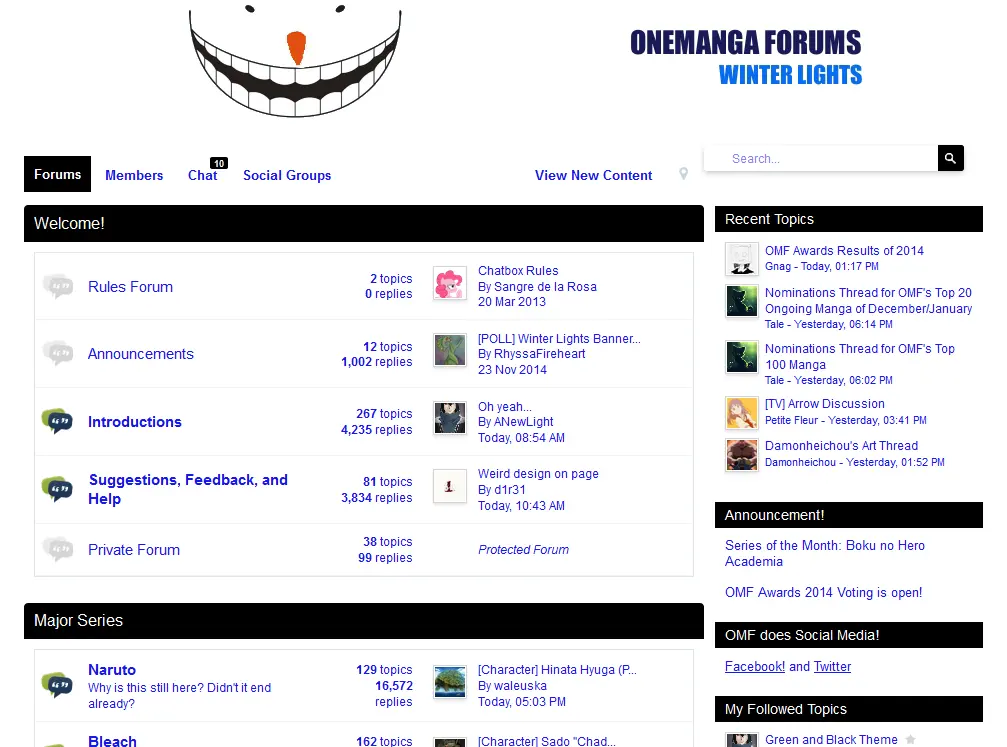 ONEMANGA FORUMS
WINTER LIGHTS
Forums
Members
Chat
10
Social Groups
View New Content
Search...
Welcome!
Rules Forum
2 topics
0 replies
Chatbox Rules
By Sangre de la Rosa
20 Mar 2013
Announcements
12 topics
1,002 replies
[POLL] Winter Lights Banner...
By RhyssaFireheart
23 Nov 2014
Introductions
267 topics
4,235 replies
Oh yeah...
By ANewLight
Today, 08:54 AM
Suggestions, Feedback, and
Help
81 topics
3,834 replies
Weird design on page
By d1r31
Today, 10:43 AM
Private Forum
38 topics
99 replies
Protected Forum
Major Series
Naruto
Why is this still here? Didn't it end
already?
129 topics
16,572
replies
[Character] Hinata Hyuga (P...
By waleuska
Today, 05:03 PM
Bleach
162 topics
[Character] Sado "Chad...
Recent Topics
OMF Awards Results of 2014
Gnag - Today, 01:17 PM
Nominations Thread for OMF's Top 20
Ongoing Manga of December/January
Tale - Yesterday, 06:14 PM
Nominations Thread for OMF's Top
100 Manga
Tale - Yesterday, 06:02 PM
[TV] Arrow Discussion
Petite Fleur - Yesterday, 03:41 PM
Damonheichou's Art Thread
Damonheichou - Yesterday, 01:52 PM
Announcement!
Series of the Month: Boku no Hero
Academia
OMF Awards 2014 Voting is open!
OMF does Social Media!
Facebook! and Twitter
My Followed Topics
Green and Black Theme